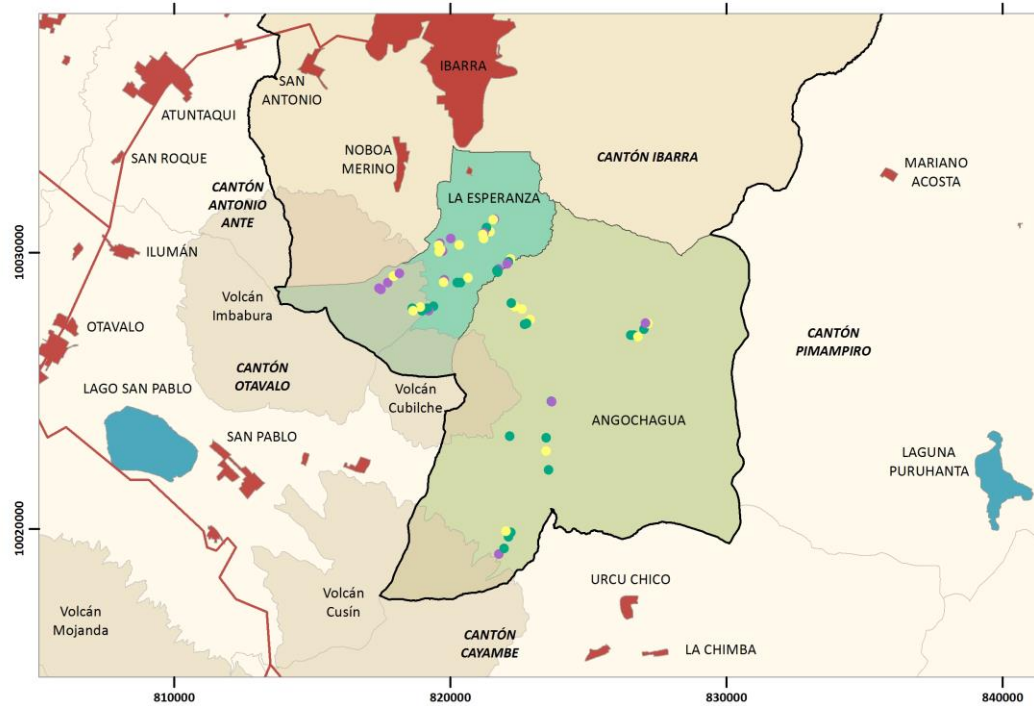 IBARRA
SAN
ANTONIO
ATUNTAQUI
SAN ROQUE
NOBOA
MERINO
CANTÓN IBARRA
MARIANO
ACOSTA
CANTÓN
ANTONIO
ANTE
LA ESPERANZA
ILUMÁN
10030000
Volcán
Imbabura
OTAVALO
CANTÓN
PIMAMPIRO
CANTÓN
OTAVALO
LAGO SAN PABLO
Volcán
Cubilche
ANGOCHAGUA
SAN PABLO
LAGUNA
PURUHANTA
10020000
URCU CHICO
Volcán
Mojanda
Volcán
Cusín
CANTÓN
CAYAMBE
LA CHIMBA
810000
820000
830000
840000